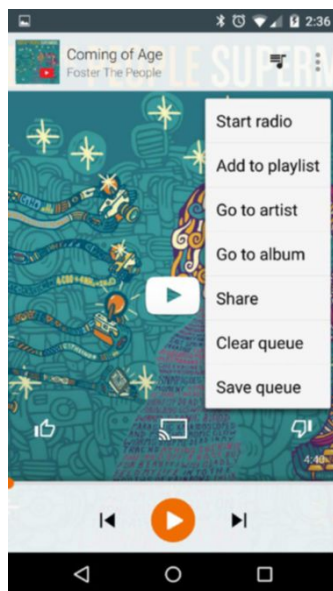 2:36
Coming of Age
Foster The People
Start radio
Add to playlist
Go to artist
Go to album
Share
Clear queue
Save queue
4:40